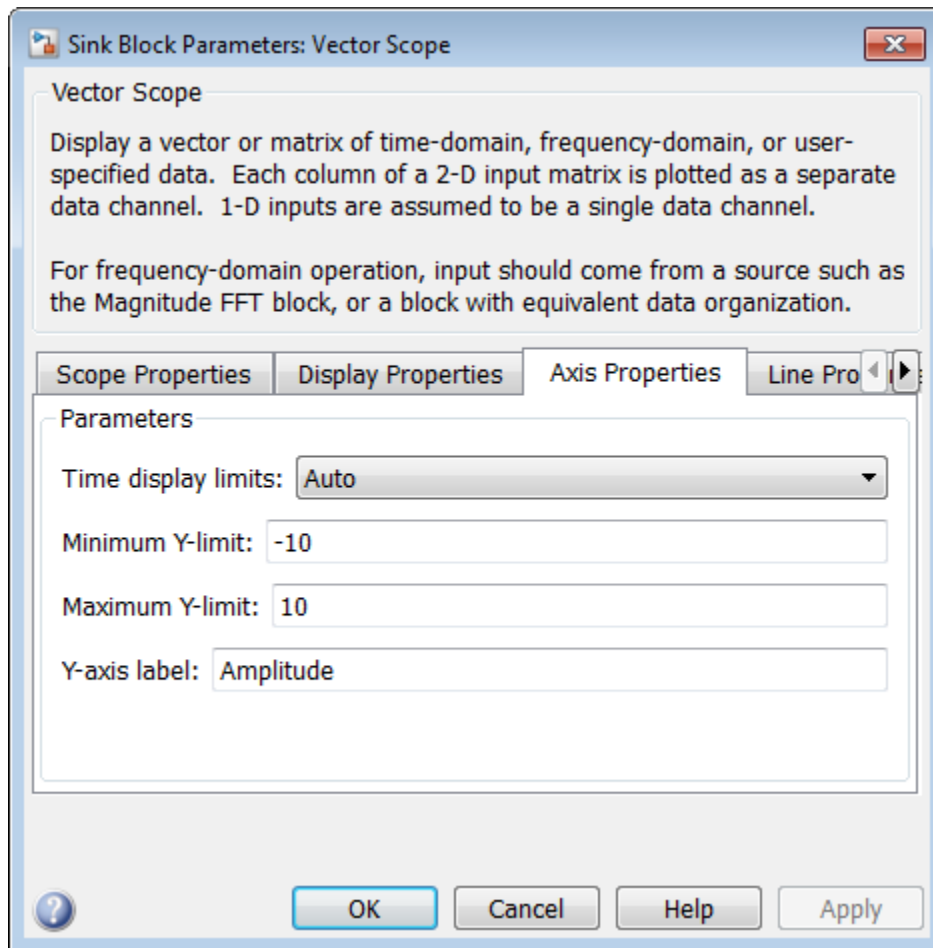 Sink Block Parameters: Vector Scope
Vector Scope
Display a vector or matrix of time-domain, frequency-domain, or user-
specified data.  Each column of a 2-D input matrix is plotted as a separate
data channel.  1-D inputs are assumed to be a single data channel.
For frequency-domain operation, input should come from a source such as
the Magnitude FFT block, or a block with equivalent data organization.
Scope Properties Display Properties Axis Properties Line
Parameters
Time display limits: Auto
Minimum Y-limit: -10
Maximum Y-limit: 10
Y-axis label: Amplitude
? OK Cancel Help Apply